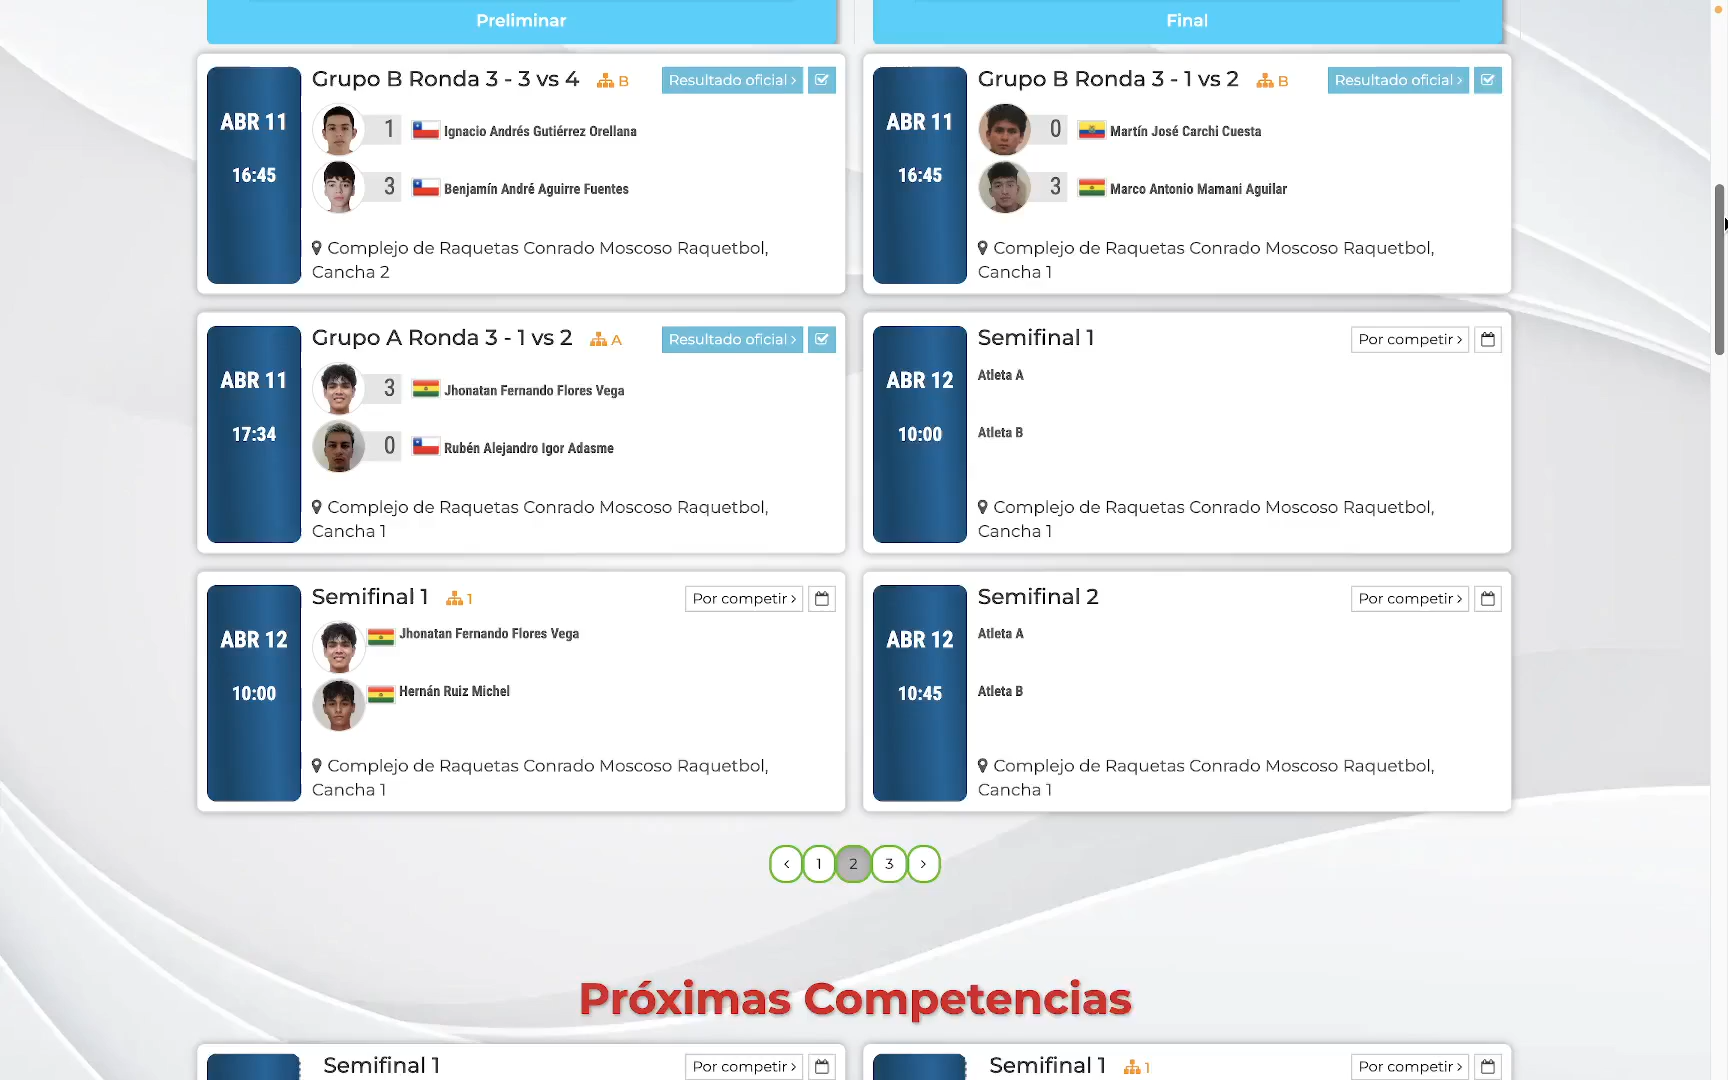 Preliminar
Final
Grupo B Ronda 3 - 3 vs 4 B Resultado oficial ›
ABR 11
16:45
1 Ignacio Andrés Gutiérrez Orellana
3 Benjamín André Aguirre Fuentes
Complejo de Raquetas Conrado Moscoso Raquetbol,
Cancha 2
Grupo B Ronda 3 - 1 vs 2 B Resultado oficial ›
ABR 11
16:45
0 Martín José Carchi Cuesta
3 Marco Antonio Mamani Aguilar
Complejo de Raquetas Conrado Moscoso Raquetbol,
Cancha 1
Grupo A Ronda 3 - 1 vs 2 A Resultado oficial ›
ABR 11
17:34
3 Jhonatan Fernando Flores Vega
0 Rubén Alejandro Igor Adasme
Complejo de Raquetas Conrado Moscoso Raquetbol,
Cancha 1
Semifinal 1 Por competir ›
ABR 12
10:00
Atleta A
Atleta B
Complejo de Raquetas Conrado Moscoso Raquetbol,
Cancha 1
Semifinal 1 1 Por competir ›
ABR 12
10:00
Jhonatan Fernando Flores Vega
Hernán Ruiz Michel
Complejo de Raquetas Conrado Moscoso Raquetbol,
Cancha 1
Semifinal 2 Por competir ›
ABR 12
10:45
Atleta A
Atleta B
Complejo de Raquetas Conrado Moscoso Raquetbol,
Cancha 1
‹ 1 2 3 ›
Próximas Competencias
Semifinal 1 Por competir ›
Semifinal 1 1 Por competir ›